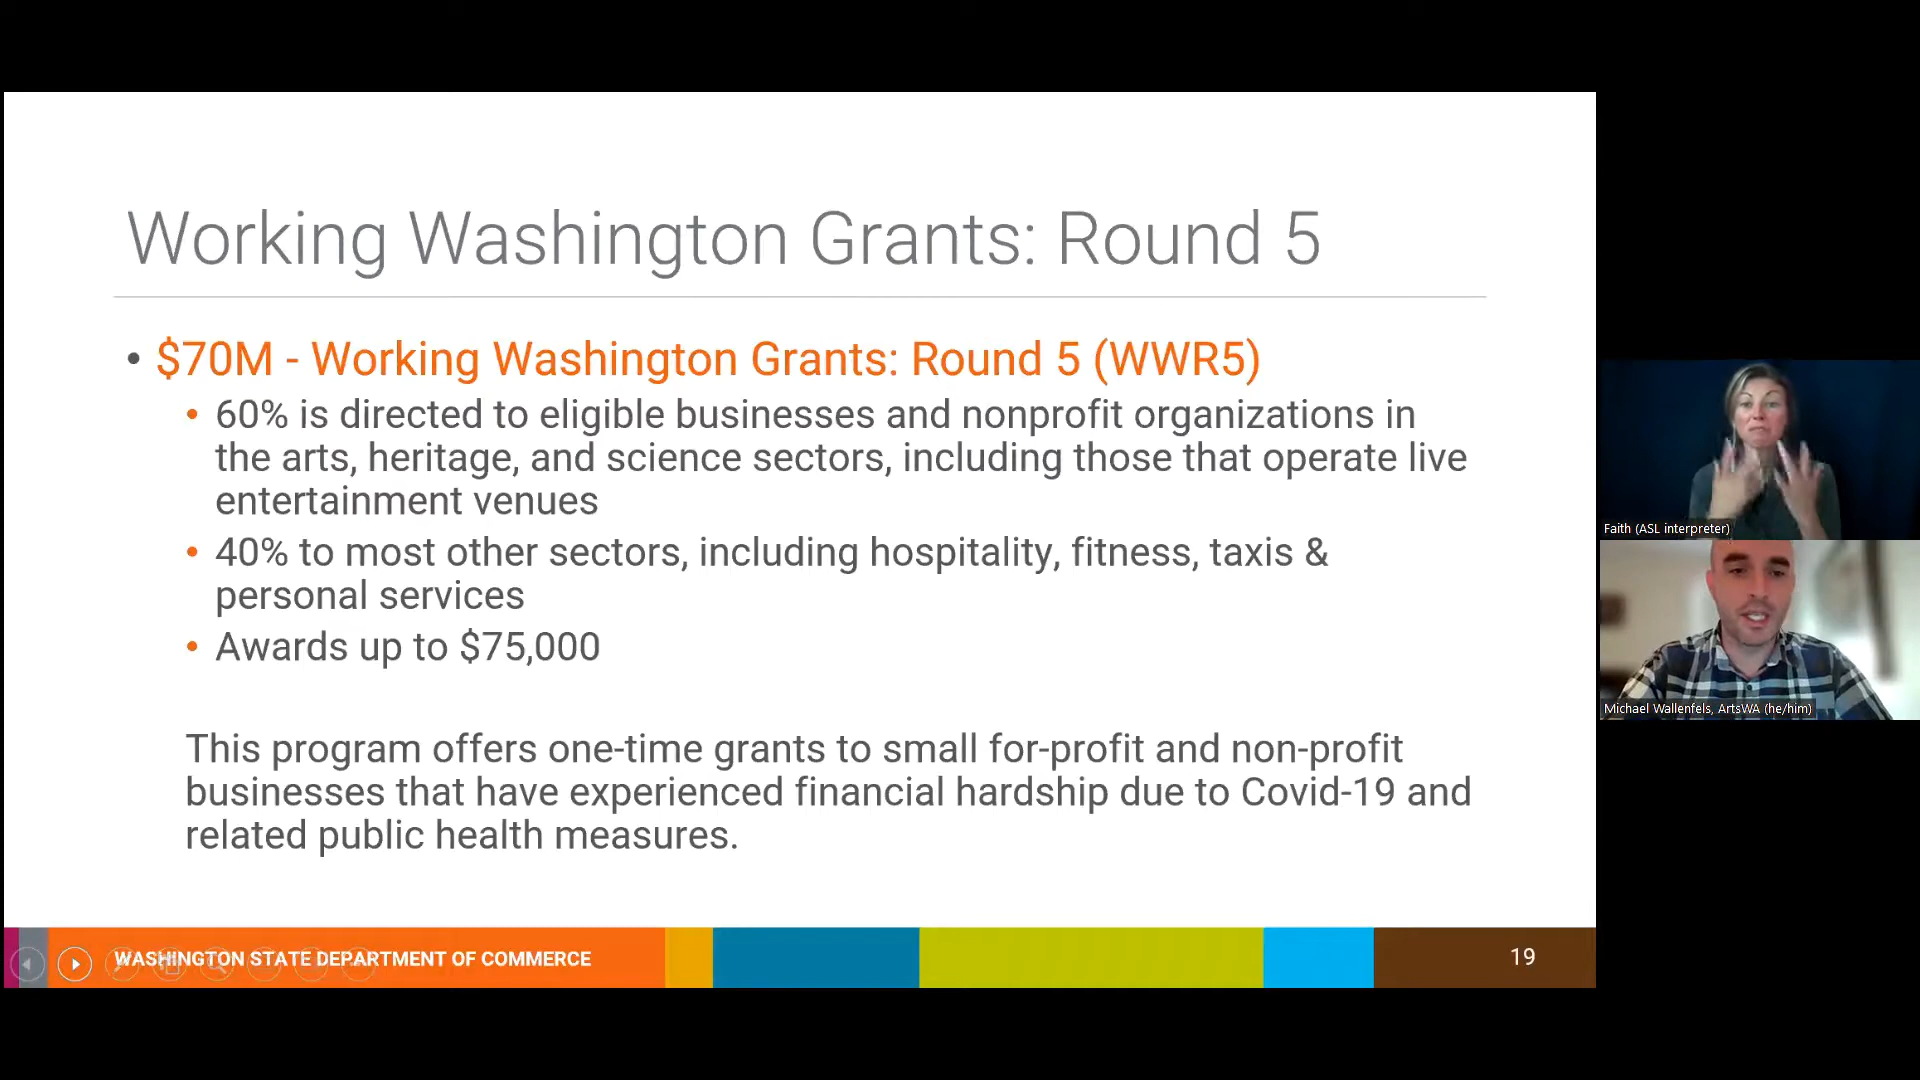 Working Washington Grants: Round 5
• $70M - Working Washington Grants: Round 5 (WWR5)
• 60% is directed to eligible businesses and nonprofit organizations in
the arts, heritage, and science sectors, including those that operate live
entertainment venues
• 40% to most other sectors, including hospitality, fitness, taxis &
personal services
• Awards up to $75,000
This program offers one-time grants to small for-profit and non-profit
businesses that have experienced financial hardship due to Covid-19 and
related public health measures.
WASHINGTON STATE DEPARTMENT OF COMMERCE
19
Faith (ASL interpreter)
Michael Wallenfels, ArtsWA (he/him)